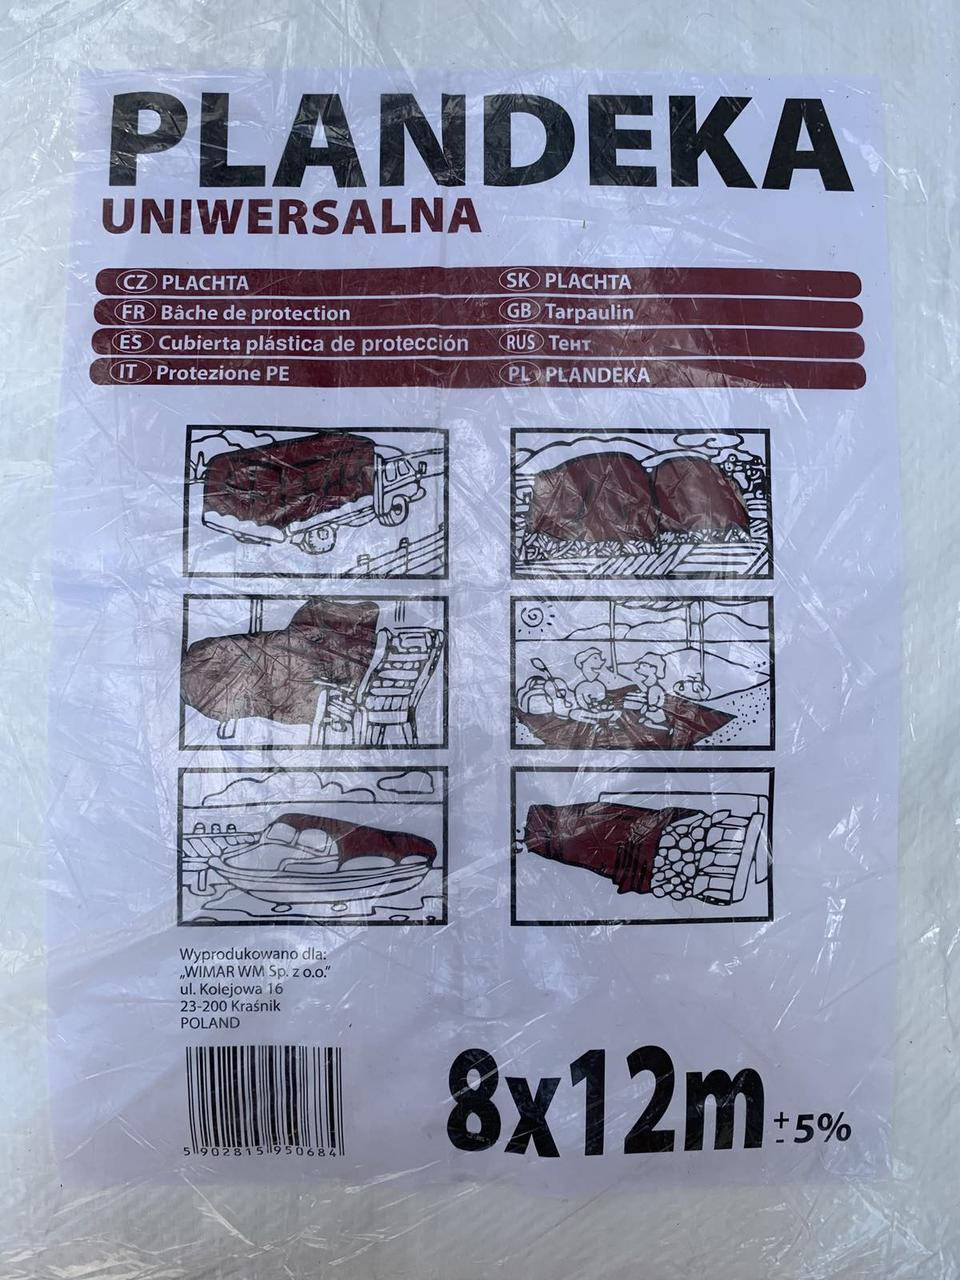 PLANDEKA
UNIWERSALNA
CZ PLACHTA
SK PLACHTA
FR Bâche de protection
GB Tarpaulin
ES Cubierta plástica de protección
RUS Тент
IT Protezione PE
PL PLANDEKA
Wyprodukowano dla:
„WIMAR WM Sp. z o.o."
ul. Kolejowa 16
23-200 Kraśnik
POLAND
5 902815 950684
8x12m ±5%